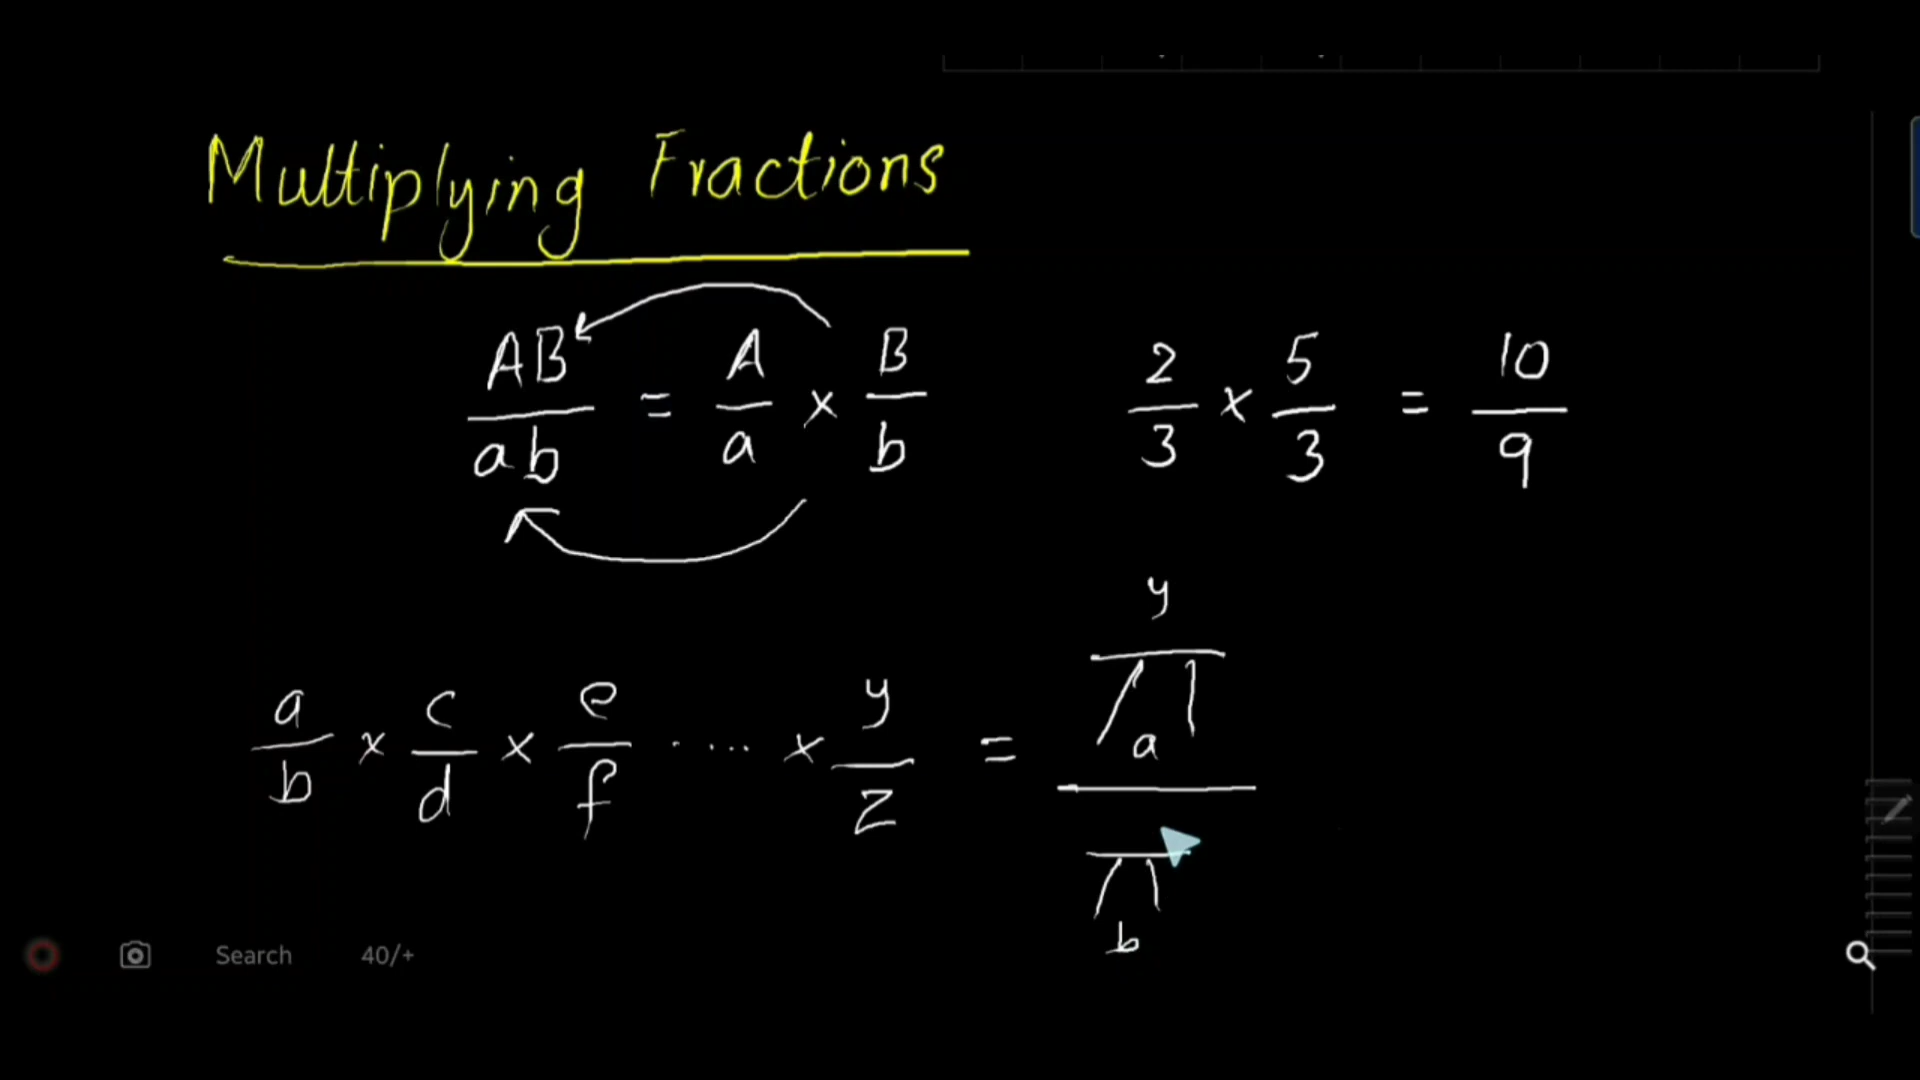 Multiplying Fractions
AB/ab = A/a × B/b
2/3 × 5/3 = 10/9
a/b × c/d × e/f ..... × y/z = y ∏ a / ∏ b
Search 40/+